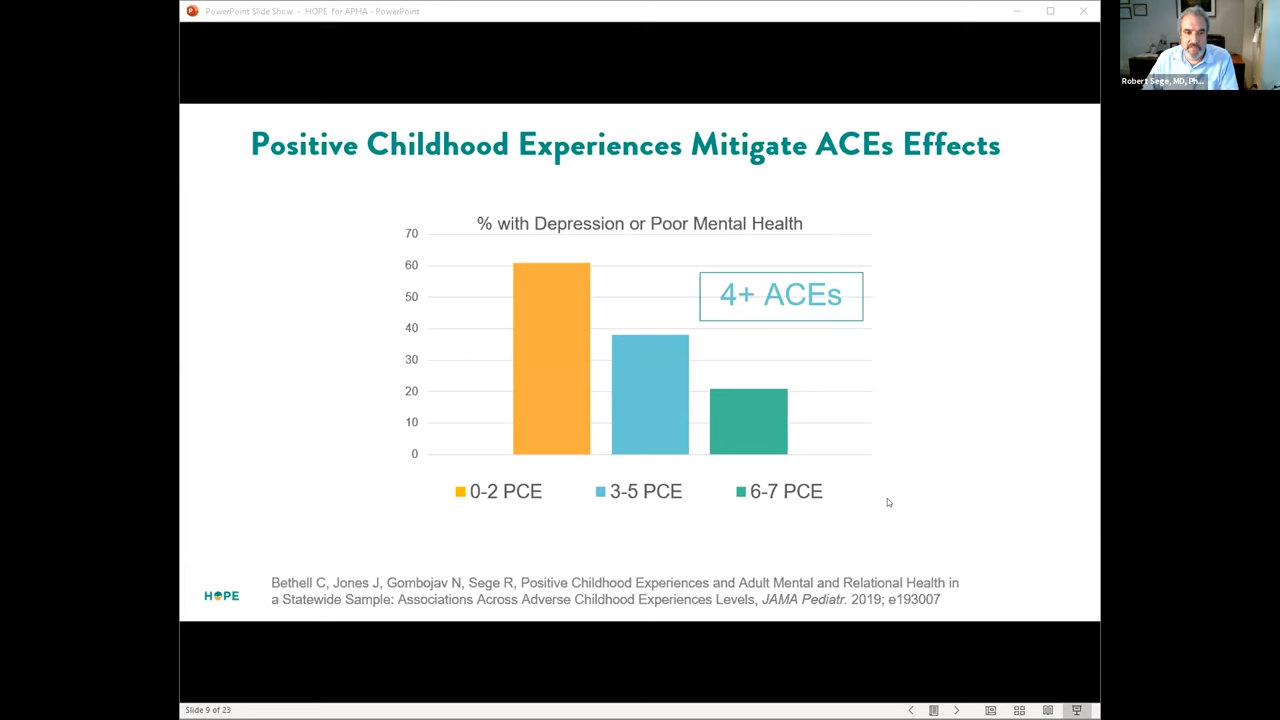 PowerPoint Slide Show - HOPE for APHA - PowerPoint
Robert Sege, MD, Ph...
Positive Childhood Experiences Mitigate ACEs Effects
% with Depression or Poor Mental Health
70
60
50
40
30
20
10
0
4+ ACEs
0-2 PCE
3-5 PCE
6-7 PCE
HOPE
Bethell C, Jones J, Gombojav N, Sege R, Positive Childhood Experiences and Adult Mental and Relational Health in
a Statewide Sample: Associations Across Adverse Childhood Experiences Levels, JAMA Pediatr. 2019; e193007
Slide 9 of 23